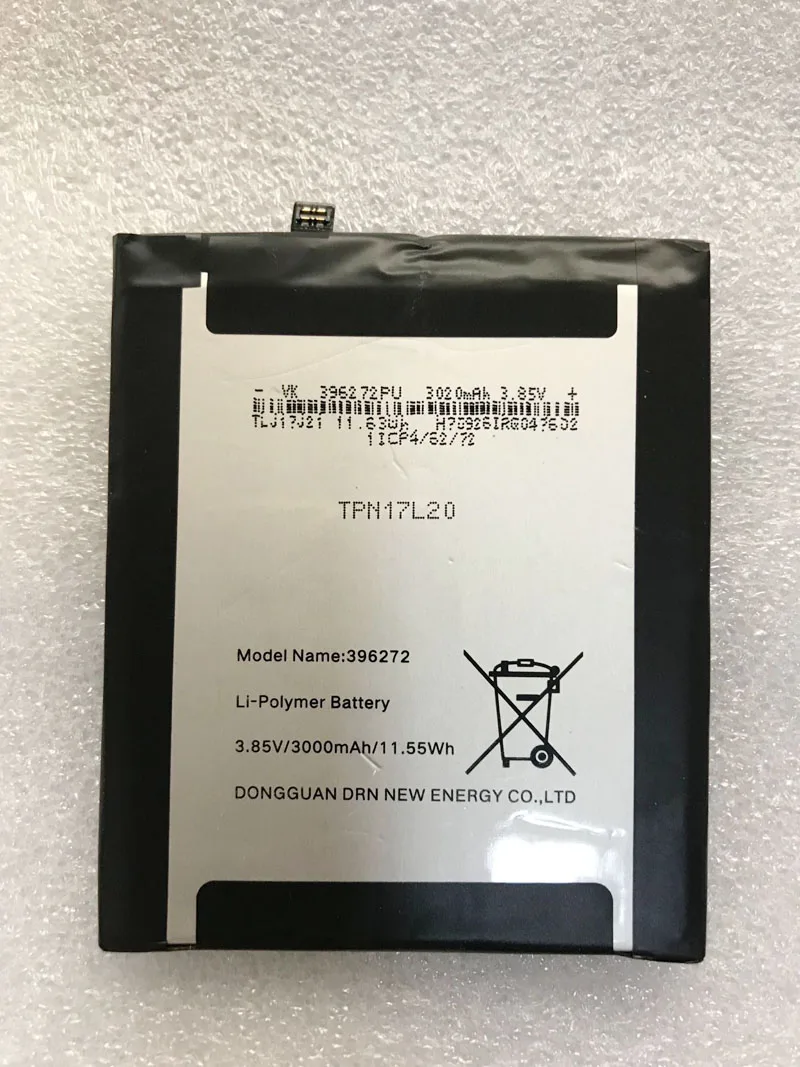 - VK 396272PU 3020mAh 3.85V +
TLJ17J21 11.63Wh
1ICP4/62/72
TPN17L20
Model Name:396272
Li-Polymer Battery
3.85V/3000mAh/11.55Wh
DONGGUAN DRN NEW ENERGY CO.,LTD